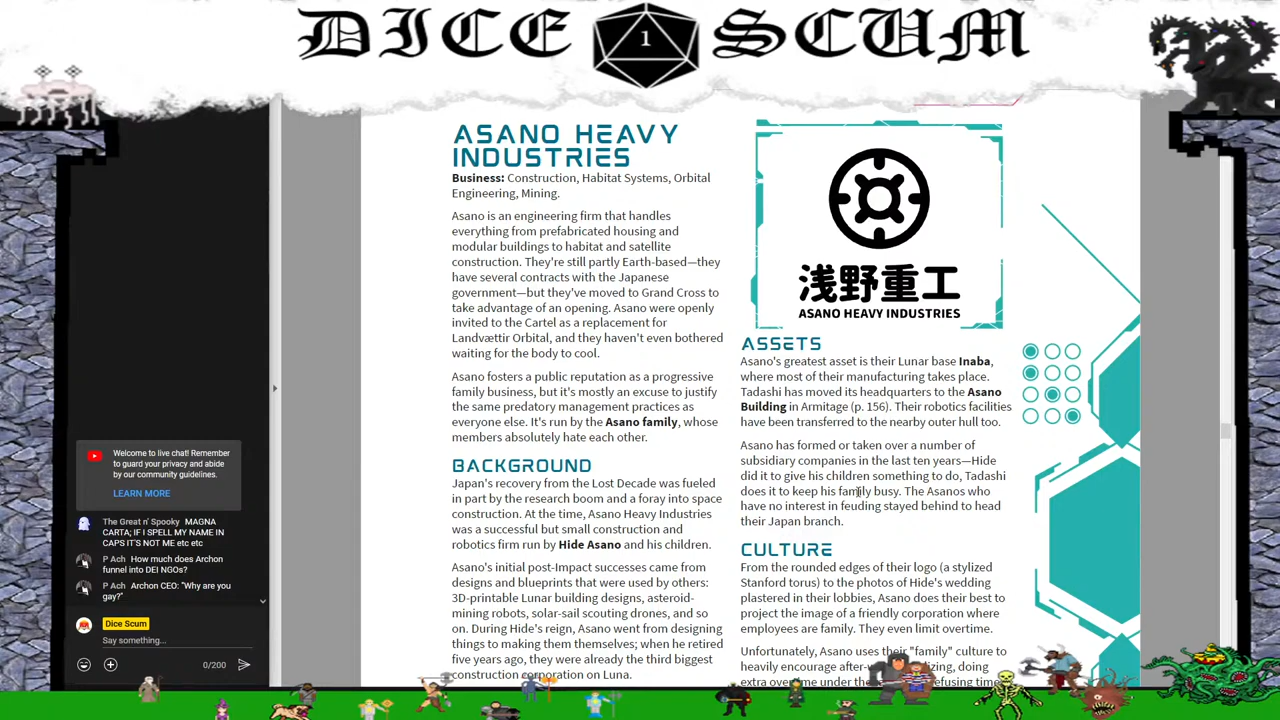 DICE 1 SCUM
ASANO HEAVY
INDUSTRIES
Business: Construction, Habitat Systems, Orbital
Engineering, Mining.
Asano is an engineering firm that handles
everything from prefabricated housing and
modular buildings to habitat and satellite
construction. They're still partly Earth-based—they
have several contracts with the Japanese
government—but they've moved to Grand Cross to
take advantage of an opening. Asano were openly
invited to the Cartel as a replacement for
Landvættir Orbital, and they haven't even bothered
waiting for the body to cool.
Asano fosters a public reputation as a progressive
family business, but it's mostly an excuse to justify
the same predatory management practices as
everyone else. It's run by the Asano family, whose
members absolutely hate each other.
BACKGROUND
Japan's recovery from the Lost Decade was fueled
in part by the research boom and a foray into space
construction. At the time, Asano Heavy Industries
was a successful but small construction and
robotics firm run by Hide Asano and his children.
Asano's initial post-Impact successes came from
designs and blueprints that were used by others:
3D-printable Lunar building designs, asteroid-
mining robots, solar-sail scouting drones, and so
on. During Hide's reign, Asano went from designing
things to making them themselves; when he retired
five years ago, they were already the third biggest
construction corporation on Luna.
浅野重工
ASANO HEAVY INDUSTRIES
ASSETS
Asano's greatest asset is their Lunar base Inaba,
where most of their manufacturing takes place.
Tadashi has moved its headquarters to the Asano
Building in Armitage (p. 156). Their robotics facilities
have been transferred to the nearby outer hull too.
Asano has formed or taken over a number of
subsidiary companies in the last ten years—Hide
did it to give his children something to do, Tadashi
does it to keep his family busy. The Asanos who
have no interest in feuding stayed behind to head
their Japan branch.
CULTURE
From the rounded edges of their logo (a stylized
Stanford torus) to the photos of Hide's wedding
plastered in their lobbies, Asano does their best to
project the image of a friendly corporation where
employees are family. They even limit overtime.
Unfortunately, Asano uses their "family" culture to
heavily encourage after- doing
extra overtime under the refusing time
Welcome to live chat! Remember
to guard your privacy and abide
by our community guidelines.
LEARN MORE
The Great n' Spooky MAGNA
CARTA; IF I SPELL MY NAME IN
CAPS IT'S NOT ME etc etc
P Ach How much does Archon
funnel into DEI NGOs?
P Ach Archon CEO: "Why are you
gay?"
Dice Scum
Say something...
0/200